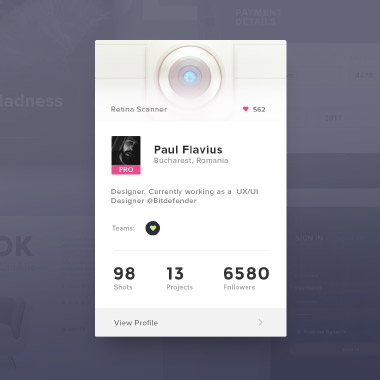 PAYMENT
DETAILS
Madness
OK
Retina Scanner
562
PRO
Paul Flavius
Bucharest, Romania
Designer. Currently working as a UX/UI
Designer @Bitdefender
Teams:
98
13
6580
Shots
Projects
Followers
View Profile